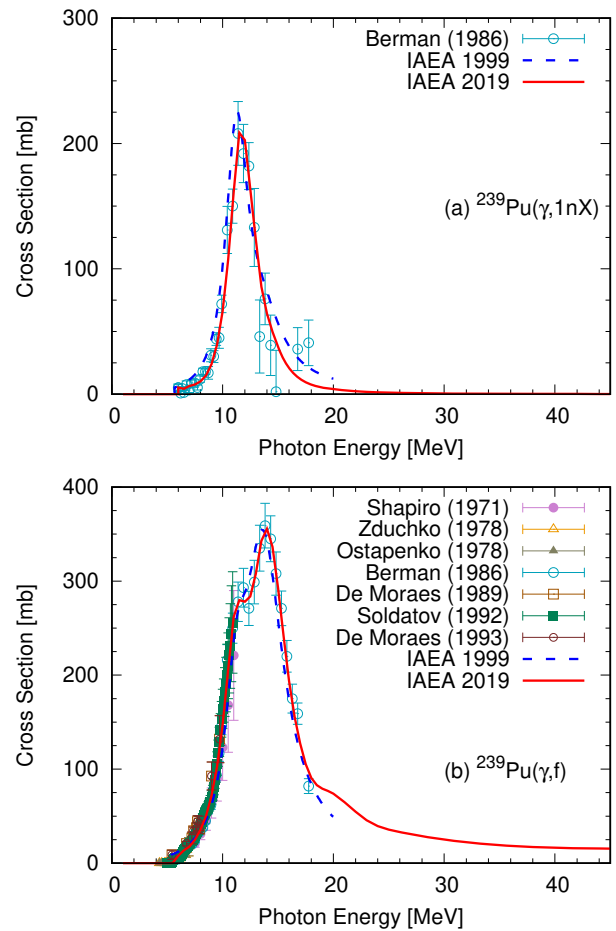 300
200
100
0
0 10 20 30 40
Cross Section [mb]
Photon Energy [MeV]
Berman (1986)
IAEA 1999
IAEA 2019
(a) ²³⁹Pu(γ,1nX)
400
300
200
100
0
0 10 20 30 40
Cross Section [mb]
Photon Energy [MeV]
Shapiro (1971)
Zduchko (1978)
Ostapenko (1978)
Berman (1986)
De Moraes (1989)
Soldatov (1992)
De Moraes (1993)
IAEA 1999
IAEA 2019
(b) ²³⁹Pu(γ,f)